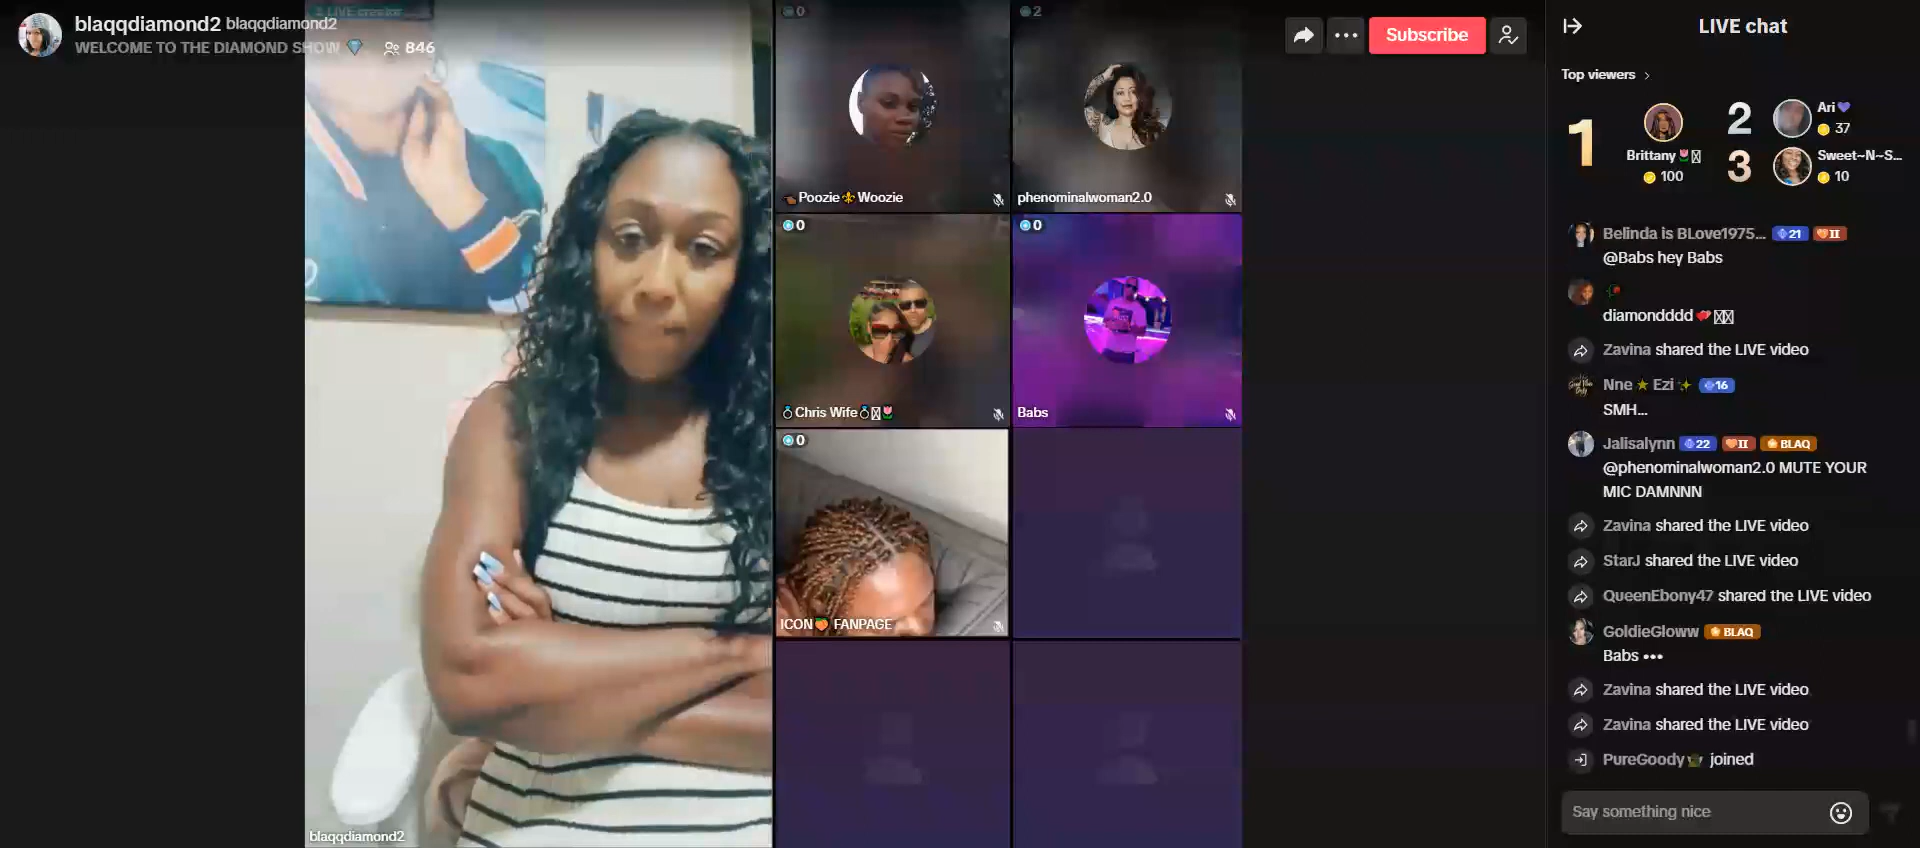 blaqqdiamond2 blaqqdiamond2
WELCOME TO THE DIAMOND SHOW 💎 846
LIVE creator
0
2
Subscribe
Poozie⚜Woozie
phenominalwoman2.0
0
0
💍Chris Wife💍🌷
Babs
0
ICON🍑 FANPAGE
blaqqdiamond2
LIVE chat
Top viewers >
1
Brittany🌷
100
2
Ari💜
37
3
Sweet~N~S...
10
Belinda is BLove1975... 21 II
@Babs hey Babs
🥀
diamondddd❤
Zavina shared the LIVE video
Nne ★ Ezi ✨ 16
SMH...
Jalisalynn 22 II BLAQ
@phenominalwoman2.0 MUTE YOUR
MIC DAMNNN
Zavina shared the LIVE video
StarJ shared the LIVE video
QueenEbony47 shared the LIVE video
GoldieGloww BLAQ
Babs •••
Zavina shared the LIVE video
Zavina shared the LIVE video
PureGoody joined
Say something nice